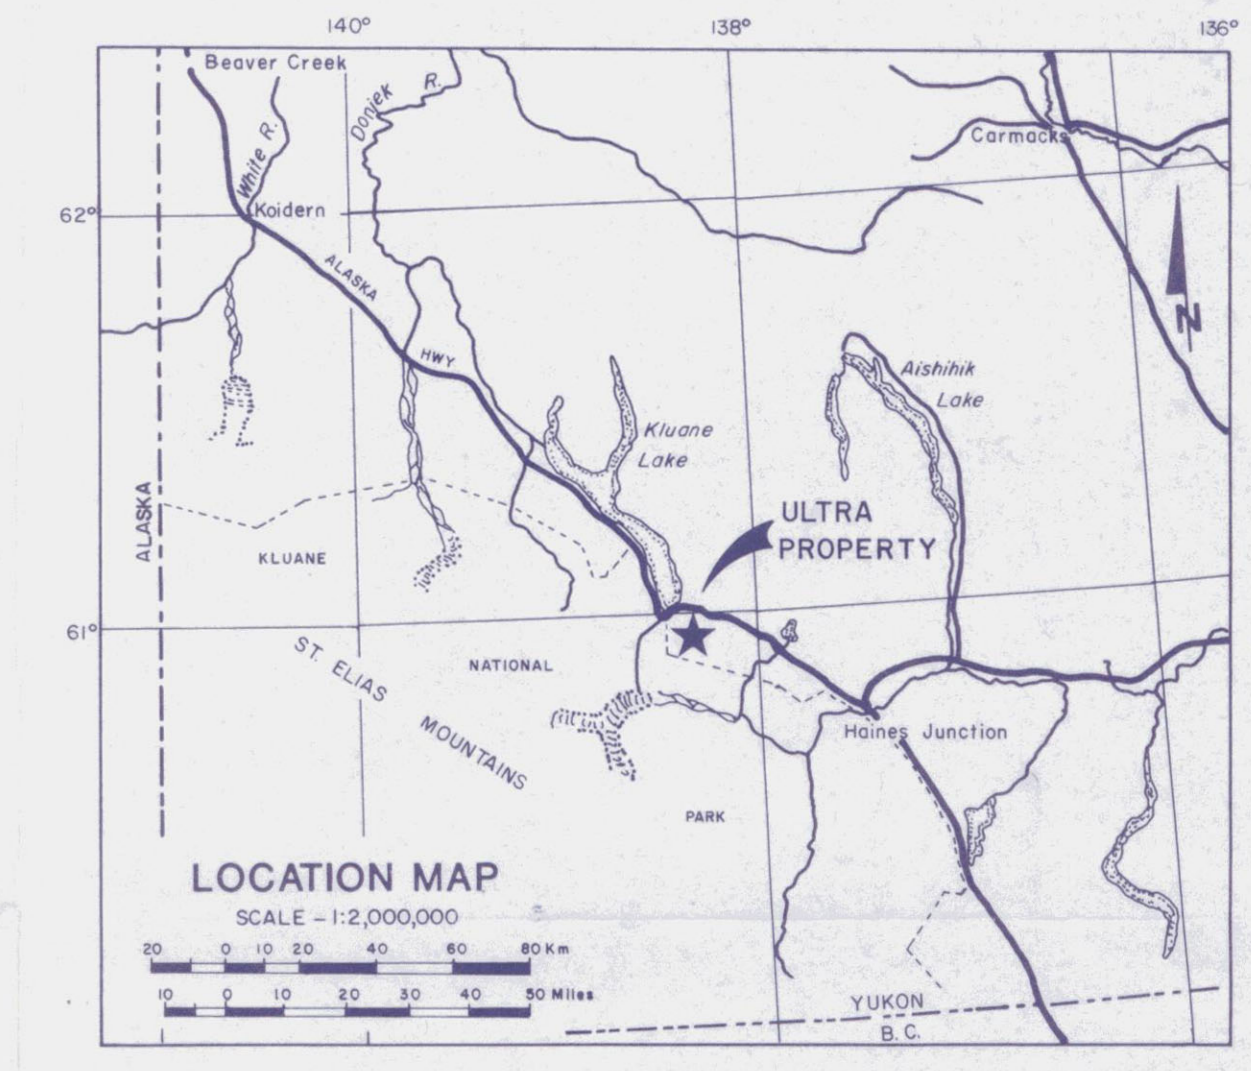 140° 138° 136°
Beaver Creek
Donjek R.
White R.
Carmacks
62°
Koidern
ALASKA
HWY
N
Aishihik
Lake
Kluane
Lake
ALASKA
ULTRA
PROPERTY
KLUANE
61°
ST. ELIAS
NATIONAL
MOUNTAINS
Haines Junction
PARK
LOCATION MAP
SCALE – 1:2,000,000
20 0 10 20 40 60 80 Km
10 0 10 20 30 40 50 Miles
YUKON
B.C.